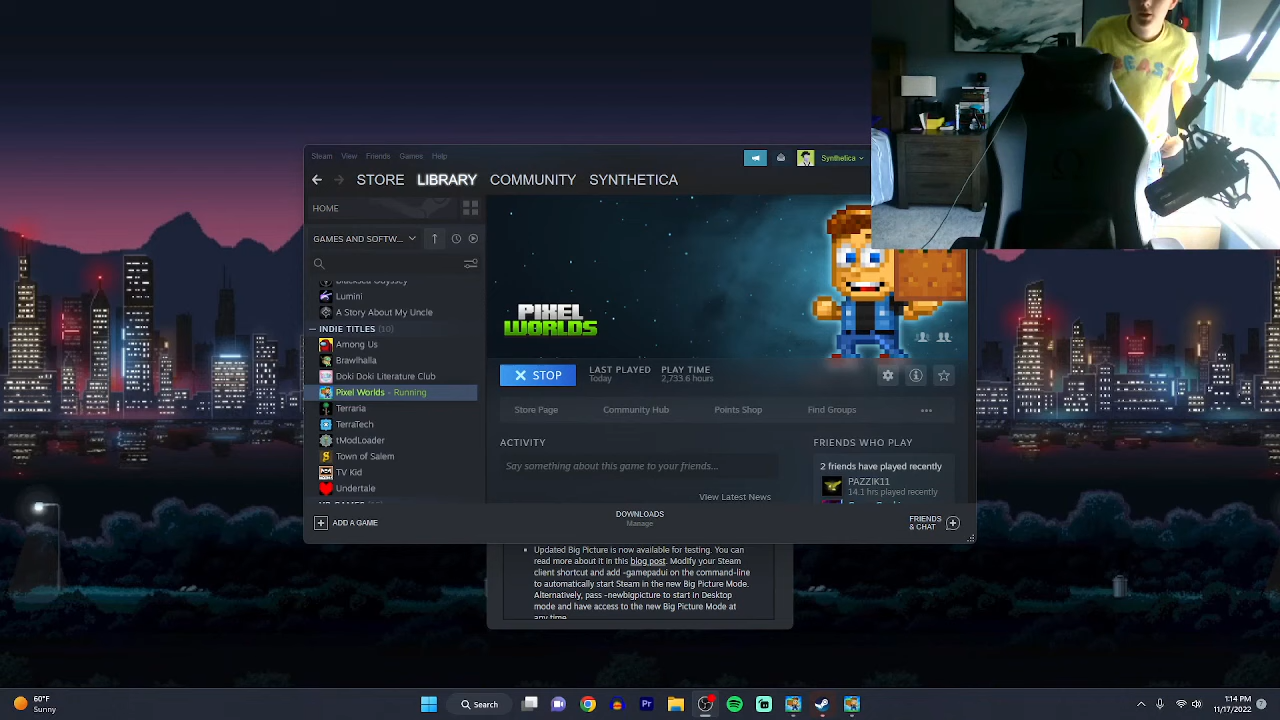 BEAST
Steam View Friends Games Help
Synthetica
STORE LIBRARY COMMUNITY SYNTHETICA
HOME
GAMES AND SOFTW...
Blacksea Odyssey
Lumini
A Story About My Uncle
INDIE TITLES (10)
Among Us
Brawlhalla
Doki Doki Literature Club
Pixel Worlds - Running
Terraria
TerraTech
tModLoader
Town of Salem
TV Kid
Undertale
ADD A GAME
PIXEL
WORLDS
STOP
LAST PLAYED
Today
PLAY TIME
2,733.6 hours
Store Page Community Hub Points Shop Find Groups
ACTIVITY
Say something about this game to your friends...
View Latest News
FRIENDS WHO PLAY
2 friends have played recently
PAZZIK11
14.1 hrs played recently
DOWNLOADS
Manage
FRIENDS
& CHAT
Updated Big Picture is now available for testing. You can
read more about it in this blog post. Modify your Steam
client shortcut and add -gamepadui on the command-line
to automatically start Steam in the new Big Picture Mode.
Alternatively, pass -newbigpicture to start in Desktop
mode and have access to the new Big Picture Mode at
any time.
60°F
Sunny
Search
Pr
1:14 PM
11/17/2022